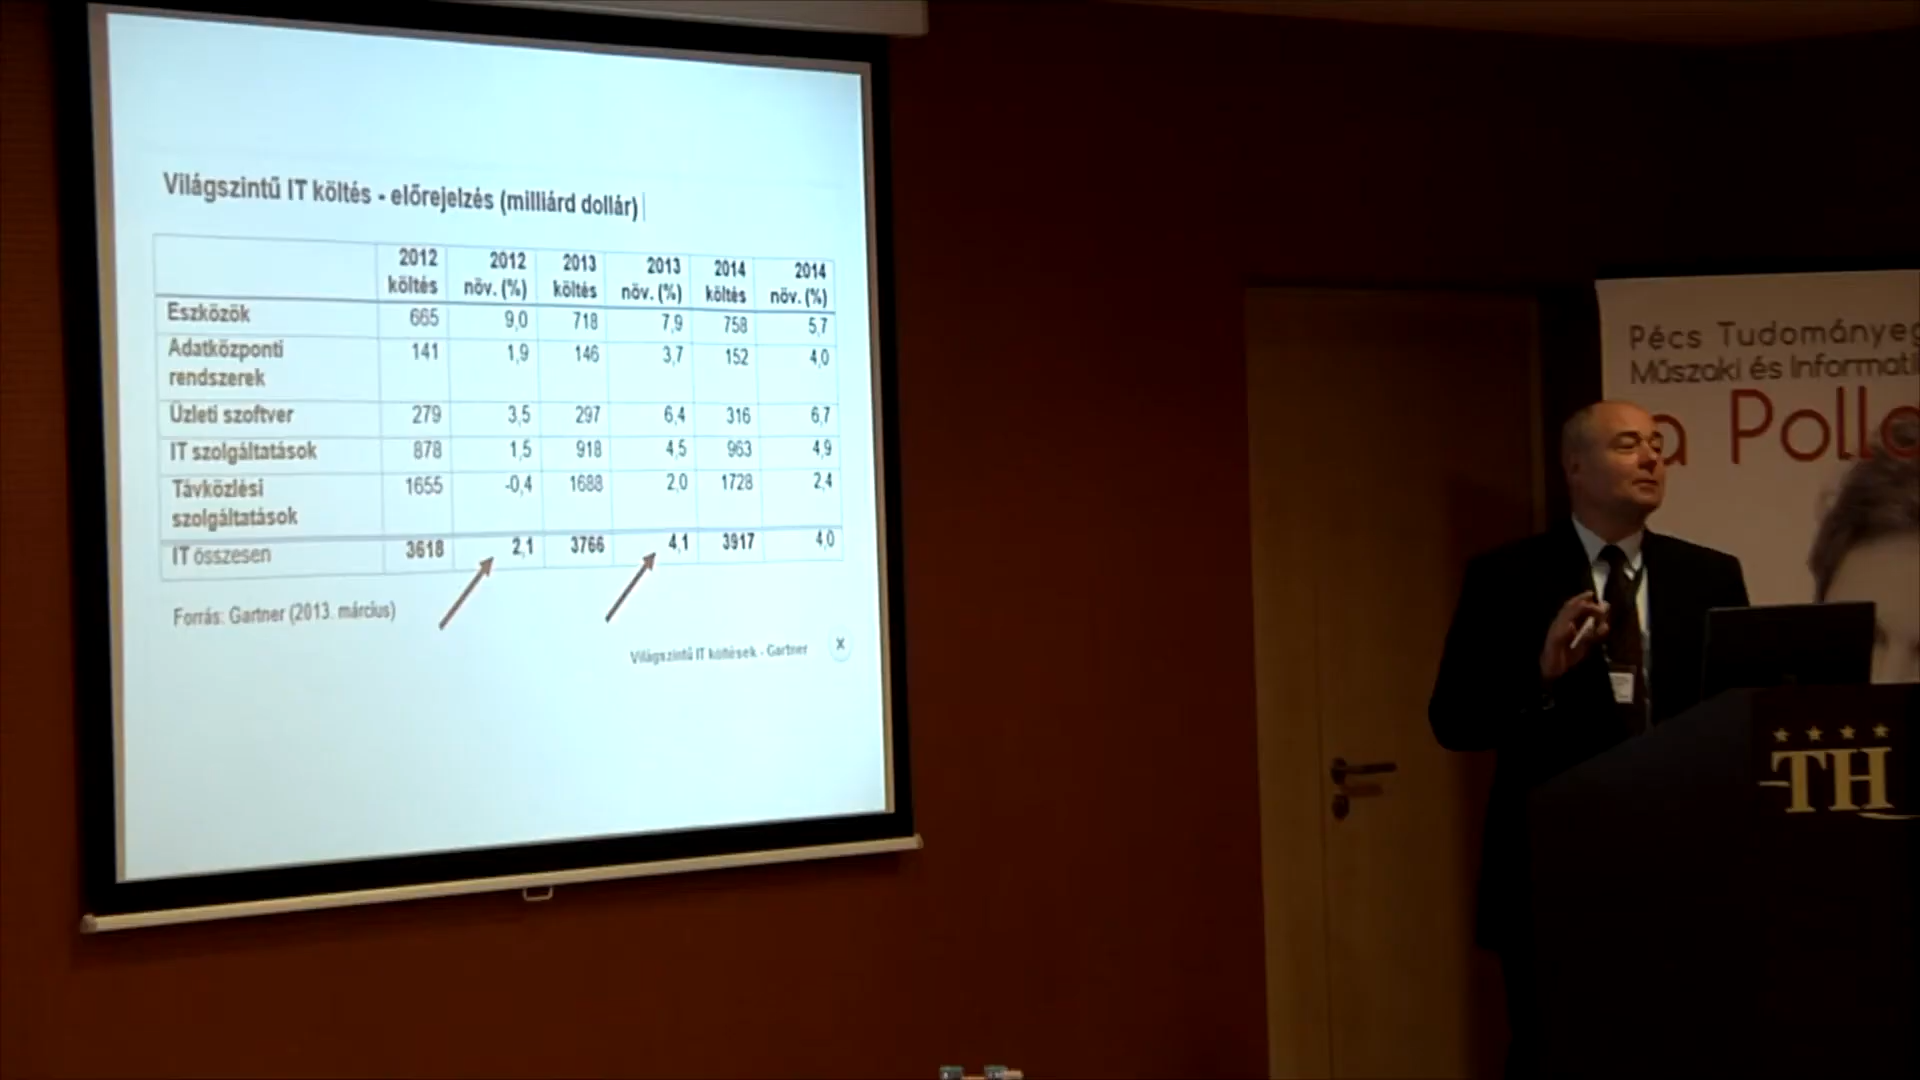 Világszintű IT költés - előrejelzés (milliárd dollár)
2012 költés 2012 növ. (%) 2013 költés 2013 növ. (%) 2014 költés 2014 növ. (%)
Eszközök 665 9,0 718 7,9 758 5,7
Adatközponti rendszerek 141 1,9 146 3,7 152 4,0
Üzleti szoftver 279 3,5 297 6,4 316 6,7
IT szolgáltatások 878 1,5 918 4,5 963 4,9
Távközlési szolgáltatások 1655 -0,4 1688 2,0 1728 2,4
IT összesen 3618 2,1 3766 4,1 3917 4,0
Forrás: Gartner (2013. március)
Világszintű IT költések - Gartner X
Pécs Tudományeg
Műszaki és Informati
a Polla
TH